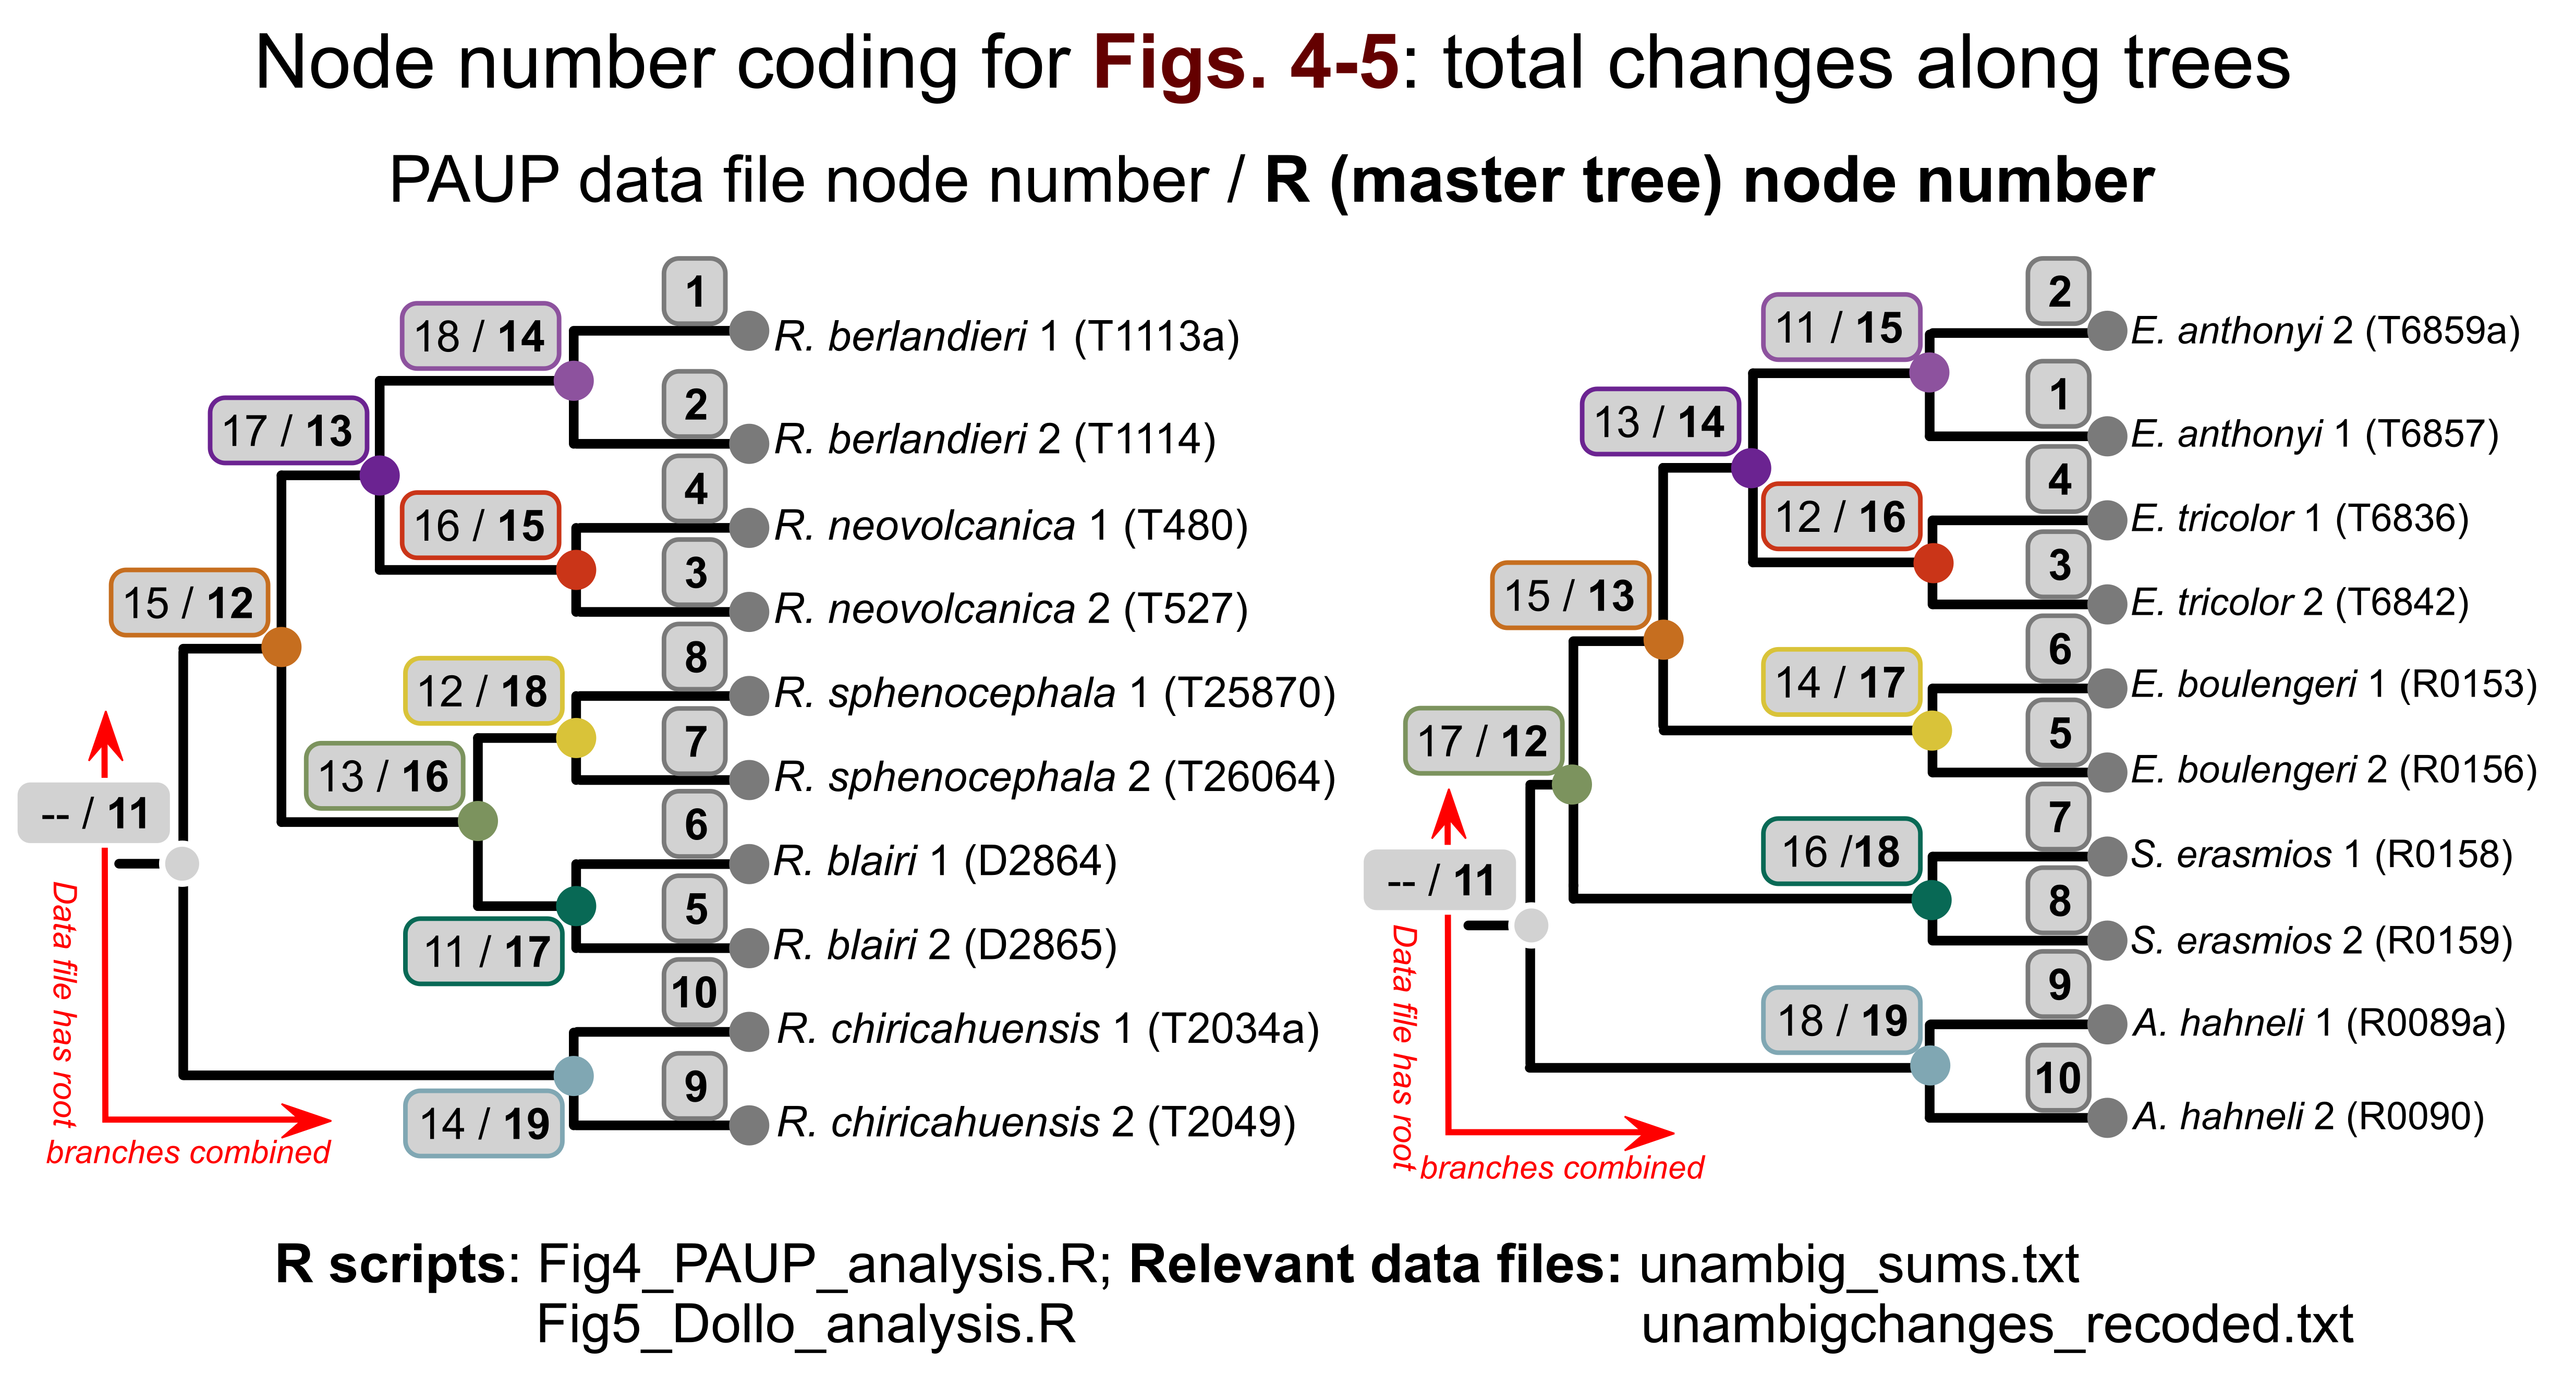 Node number coding for Figs. 4-5: total changes along trees
PAUP data file node number / R (master tree) node number
1
18 / 14
R. berlandieri 1 (T1113a)
2
17 / 13
R. berlandieri 2 (T1114)
4
16 / 15
R. neovolcanica 1 (T480)
3
15 / 12
R. neovolcanica 2 (T527)
8
12 / 18
R. sphenocephala 1 (T25870)
7
13 / 16
R. sphenocephala 2 (T26064)
6
-- / 11
R. blairi 1 (D2864)
5
11 / 17
R. blairi 2 (D2865)
10
R. chiricahuensis 1 (T2034a)
9
14 / 19
R. chiricahuensis 2 (T2049)
Data file has root
branches combined
2
11 / 15
E. anthonyi 2 (T6859a)
1
13 / 14
E. anthonyi 1 (T6857)
4
12 / 16
E. tricolor 1 (T6836)
3
15 / 13
E. tricolor 2 (T6842)
6
14 / 17
E. boulengeri 1 (R0153)
5
17 / 12
E. boulengeri 2 (R0156)
7
16 /18
S. erasmios 1 (R0158)
8
-- / 11
S. erasmios 2 (R0159)
9
18 / 19
A. hahneli 1 (R0089a)
10
A. hahneli 2 (R0090)
Data file has root
branches combined
R scripts: Fig4_PAUP_analysis.R; Relevant data files: unambig_sums.txt
Fig5_Dollo_analysis.R unambigchanges_recoded.txt